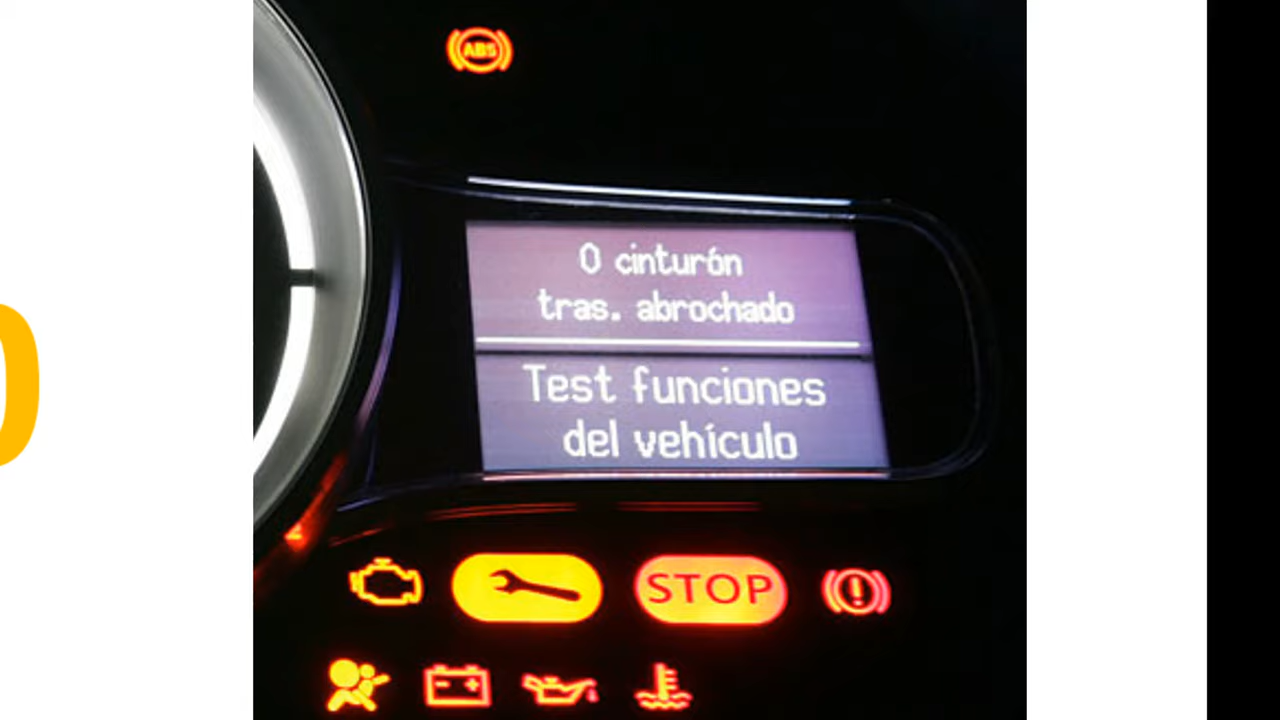 ABS
0 cinturón
tras. abrochado
Test funciones
del vehículo
STOP